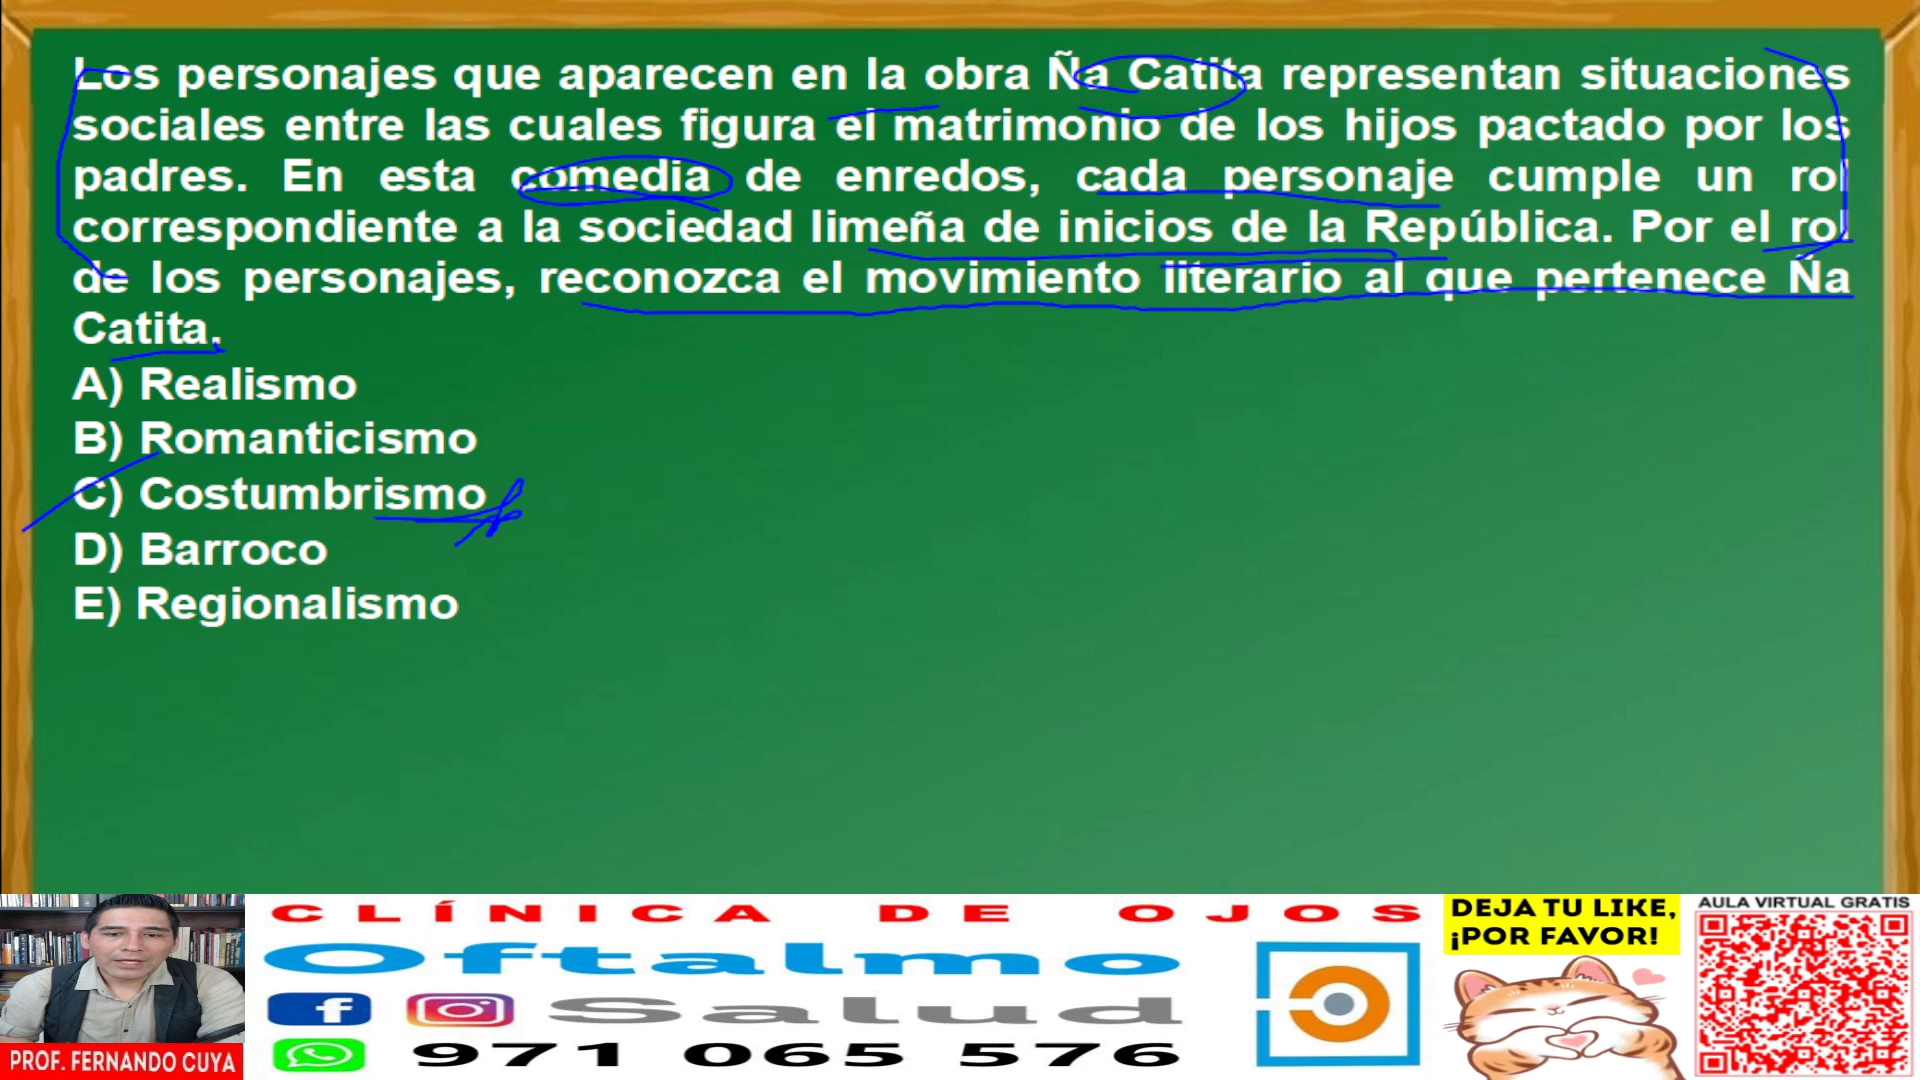 Los personajes que aparecen en la obra Ña Catita representan situaciones
sociales entre las cuales figura el matrimonio de los hijos pactado por los
padres. En esta comedia de enredos, cada personaje cumple un rol
correspondiente a la sociedad limeña de inicios de la República. Por el rol
de los personajes, reconozca el movimiento literario al que pertenece Ña
Catita.
A) Realismo
B) Romanticismo
C) Costumbrismo
D) Barroco
E) Regionalismo
PROF. FERNANDO CUYA
CLÍNICA DE OJOS
Oftalmo
Salud
971 065 576
DEJA TU LIKE,
¡POR FAVOR!
AULA VIRTUAL GRATIS